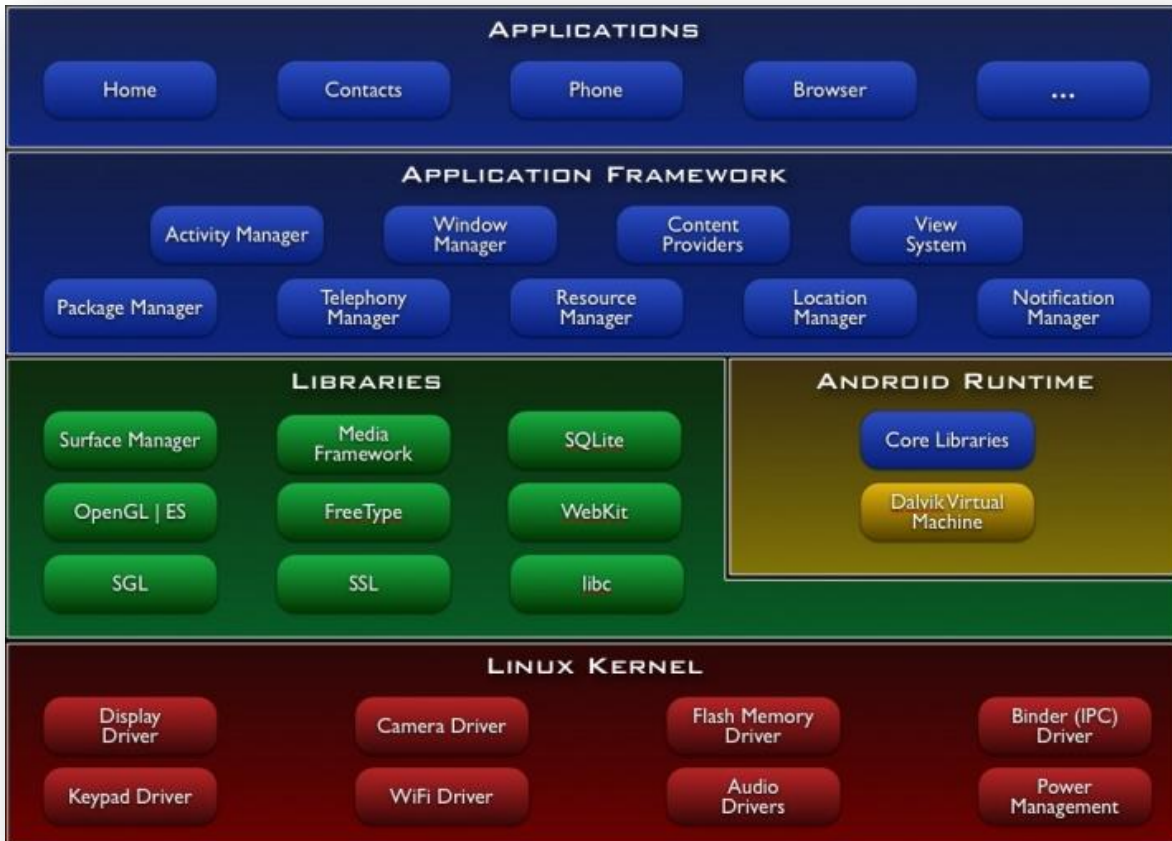 APPLICATIONS
Home Contacts Phone Browser ...
APPLICATION FRAMEWORK
Activity Manager
Window
Manager
Content
Providers
View
System
Package Manager
Telephony
Manager
Resource
Manager
Location
Manager
Notification
Manager
LIBRARIES
Surface Manager
Media
Framework
SQLite
OpenGL | ES
FreeType
WebKit
SGL
SSL
libc
ANDROID RUNTIME
Core Libraries
Dalvik Virtual
Machine
LINUX KERNEL
Display
Driver
Camera Driver
Flash Memory
Driver
Binder (IPC)
Driver
Keypad Driver
WiFi Driver
Audio
Drivers
Power
Management